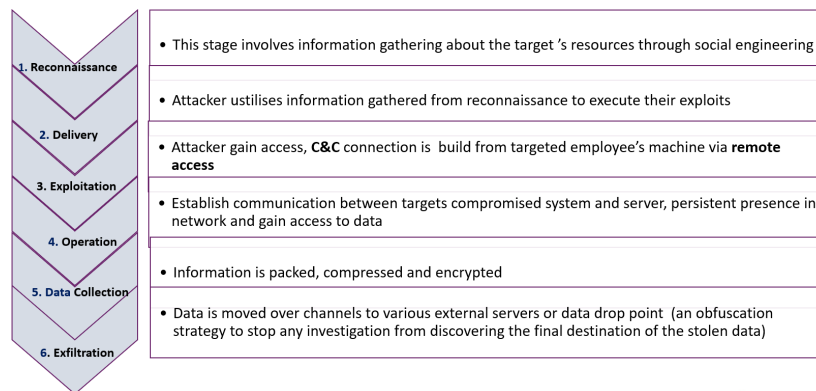 • This stage involves information gathering about the target 's resources through social engineering
1. Reconnaissance
• Attacker ustilises information gathered from reconnaissance to execute their exploits
2. Delivery
• Attacker gain access, C&C connection is build from targeted employee's machine via remote
access
3. Exploitation
• Establish communication between targets compromised system and server, persistent presence in
network and gain access to data
4. Operation
• Information is packed, compressed and encrypted
5. Data Collection
• Data is moved over channels to various external servers or data drop point (an obfuscation
strategy to stop any investigation from discovering the final destination of the stolen data)
6. Exfiltration